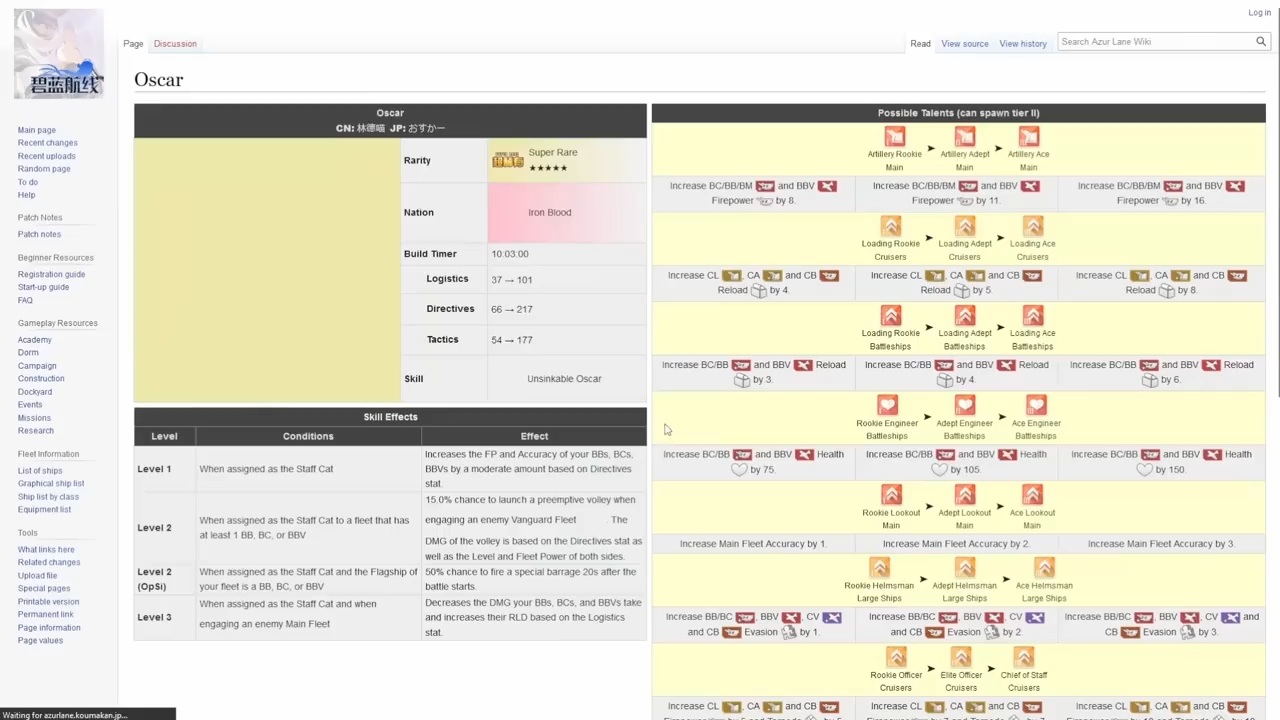 Log in
碧蓝航线
Page
Discussion
Read
View source
View history
Search Azur Lane Wiki
Oscar
Main page
Recent changes
Recent uploads
Random page
To do
Help
Patch Notes
Patch notes
Beginner Resources
Registration guide
Start-up guide
FAQ
Gameplay Resources
Academy
Dorm
Campaign
Construction
Dockyard
Events
Missions
Research
Fleet Information
List of ships
Graphical ship list
Ship list by class
Equipment list
Tools
What links here
Related changes
Upload file
Special pages
Printable version
Permanent link
Page information
Page values
Waiting for azurlane.koumakan.jp...
Oscar
CN: 林德喵 JP: おすかー
Rarity
Super Rare
★★★★★
Nation
Iron Blood
Build Timer
10:03:00
Logistics
37 → 101
Directives
66 → 217
Tactics
54 → 177
Skill
Unsinkable Oscar
Skill Effects
Level
Conditions
Effect
Level 1
When assigned as the Staff Cat
Increases the FP and Accuracy of your BBs, BCs,
BBVs by a moderate amount based on Directives
stat.
Level 2
When assigned as the Staff Cat to a fleet that has
at least 1 BB, BC, or BBV
15.0% chance to launch a preemptive volley when
engaging an enemy Vanguard Fleet . The
DMG of the volley is based on the Directives stat as
well as the Level and Fleet Power of both sides.
Level 2
(OpSi)
When assigned as the Staff Cat and the Flagship of
your fleet is a BB, BC, or BBV
50% chance to fire a special barrage 20s after the
battle starts.
Level 3
When assigned as the Staff Cat and when
engaging an enemy Main Fleet
Decreases the DMG your BBs, BCs, and BBVs take
and increases their RLD based on the Logistics
stat.
Possible Talents (can spawn tier II)
Artillery Rookie ➤ Artillery Adept ➤ Artillery Ace
Main Main Main
Increase BC/BB/BM and BBV
Firepower by 8.
Increase BC/BB/BM and BBV
Firepower by 11.
Increase BC/BB/BM and BBV
Firepower by 16.
Loading Rookie ➤ Loading Adept ➤ Loading Ace
Cruisers Cruisers Cruisers
Increase CL , CA and CB
Reload by 4.
Increase CL , CA and CB
Reload by 5.
Increase CL , CA and CB
Reload by 8.
Loading Rookie ➤ Loading Adept ➤ Loading Ace
Battleships Battleships Battleships
Increase BC/BB and BBV Reload
by 3.
Increase BC/BB and BBV Reload
by 4.
Increase BC/BB and BBV Reload
by 6.
Rookie Engineer ➤ Adept Engineer ➤ Ace Engineer
Battleships Battleships Battleships
Increase BC/BB and BBV Health
by 75.
Increase BC/BB and BBV Health
by 105.
Increase BC/BB and BBV Health
by 150.
Rookie Lookout ➤ Adept Lookout ➤ Ace Lookout
Main Main Main
Increase Main Fleet Accuracy by 1.
Increase Main Fleet Accuracy by 2.
Increase Main Fleet Accuracy by 3.
Rookie Helmsman ➤ Adept Helmsman ➤ Ace Helmsman
Large Ships Large Ships Large Ships
Increase BB/BC , BBV , CV
and CB Evasion by 1.
Increase BB/BC , BBV , CV
and CB Evasion by 2.
Increase BB/BC , BBV , CV and
CB Evasion by 3.
Rookie Officer ➤ Elite Officer ➤ Chief of Staff
Cruisers Cruisers Cruisers
Increase CL , CA and CB
Increase CL , CA and CB
Increase CL , CA and CB